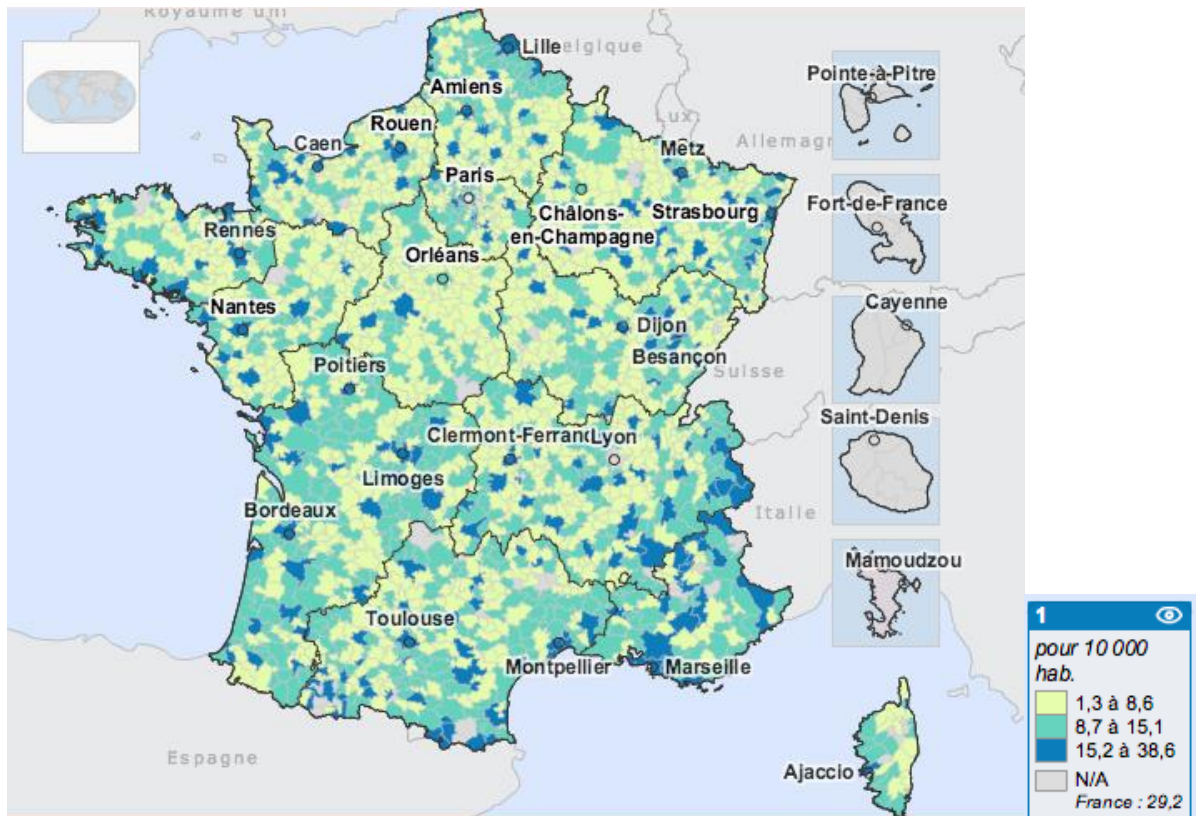 Royaume uni
Lille
Belgique
Pointe-à-Pitre
Amiens
Rouen
Lux
Allemagn
Caen
Metz
Paris
Fort-de-France
Châlons-
en-Champagne
Strasbourg
Rennes
Orléans
Cayenne
Nantes
Dijon
Besançon
Poitiers
Suisse
Saint-Denis
Clermont-Ferrand
Lyon
Limoges
Italie
Bordeaux
Mamoudzou
Toulouse
Montpellier
Marseille
Espagne
Ajaccio
1
pour 10 000
hab.
1,3 à 8,6
8,7 à 15,1
15,2 à 38,6
N/A
France : 29,2